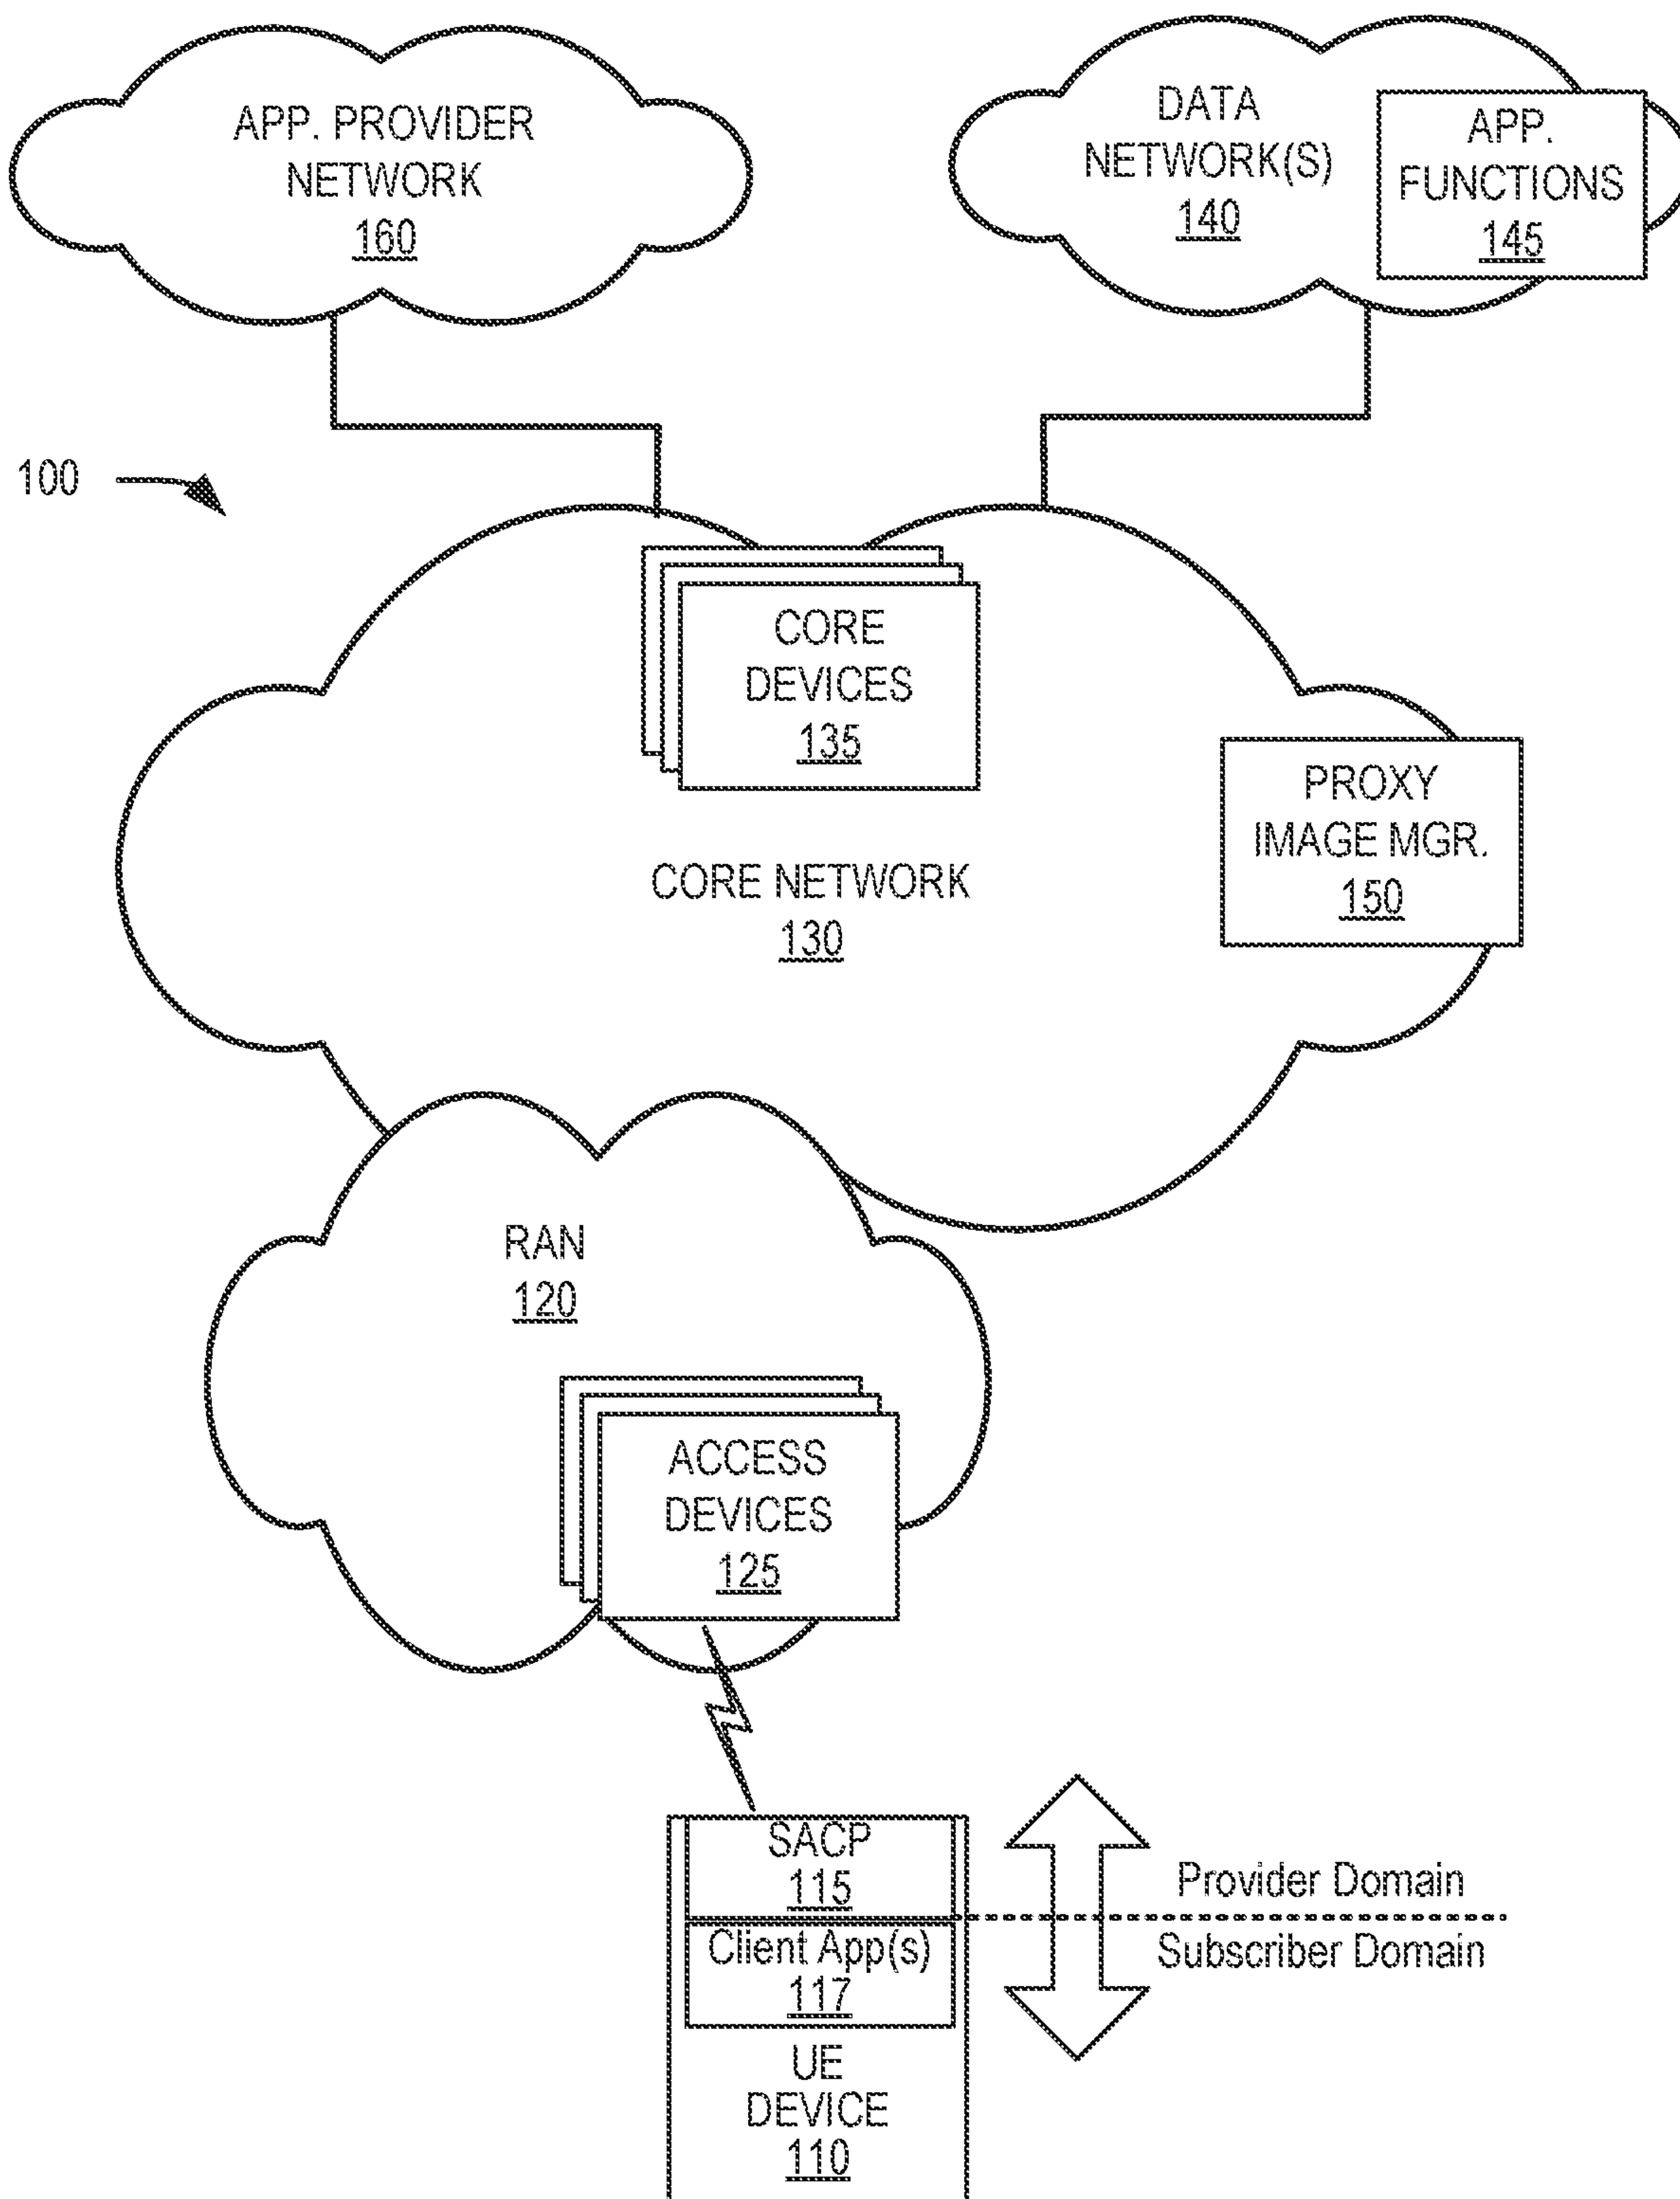 APP. PROVIDER
NETWORK
160
DATA
NETWORK(S)
140
APP.
FUNCTIONS
145
100
CORE
DEVICES
135
PROXY
IMAGE MGR.
150
CORE NETWORK
130
RAN
120
ACCESS
DEVICES
125
SACP
115
Provider Domain
Client App(s)
117
Subscriber Domain
UE
DEVICE
110